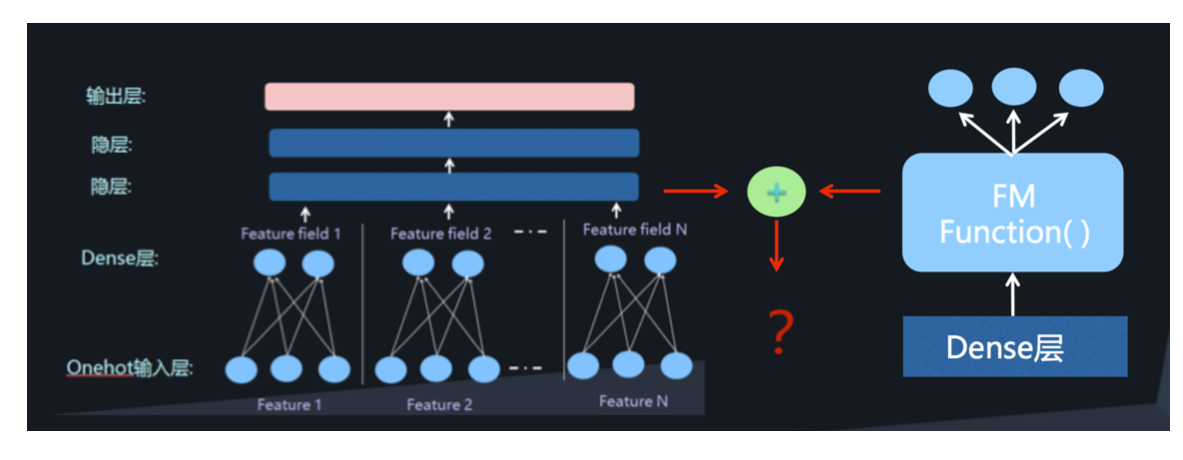 输出层:
隐层:
隐层:
Feature field 1
Feature field 2
Feature field N
Dense层:
Onehot输入层:
Feature 1
Feature 2
Feature N
+
?
FM
Function( )
Dense层